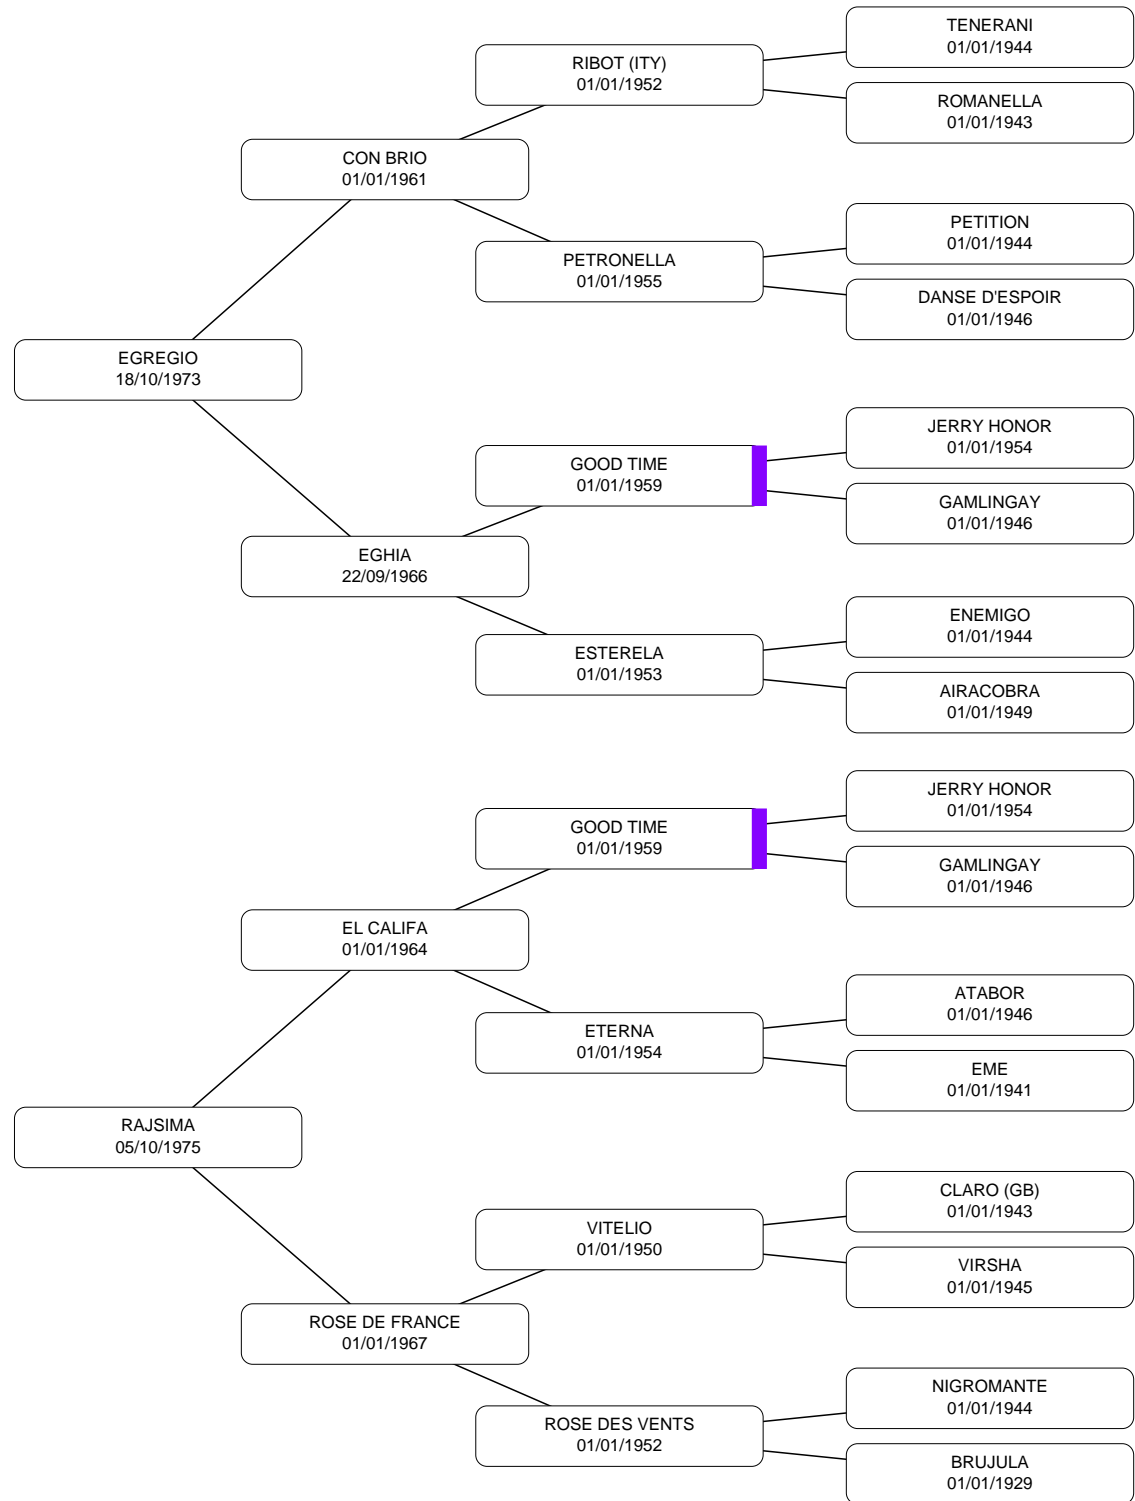 TENERANI
01/01/1944
RIBOT (ITY)
01/01/1952
ROMANELLA
01/01/1943
CON BRIO
01/01/1961
PETITION
01/01/1944
PETRONELLA
01/01/1955
DANSE D'ESPOIR
01/01/1946
EGREGIO
18/10/1973
JERRY HONOR
01/01/1954
GOOD TIME
01/01/1959
GAMLINGAY
01/01/1946
EGHIA
22/09/1966
ENEMIGO
01/01/1944
ESTERELA
01/01/1953
AIRACOBRA
01/01/1949
JERRY HONOR
01/01/1954
GOOD TIME
01/01/1959
GAMLINGAY
01/01/1946
EL CALIFA
01/01/1964
ATABOR
01/01/1946
ETERNA
01/01/1954
EME
01/01/1941
RAJSIMA
05/10/1975
CLARO (GB)
01/01/1943
VITELIO
01/01/1950
VIRSHA
01/01/1945
ROSE DE FRANCE
01/01/1967
NIGROMANTE
01/01/1944
ROSE DES VENTS
01/01/1952
BRUJULA
01/01/1929